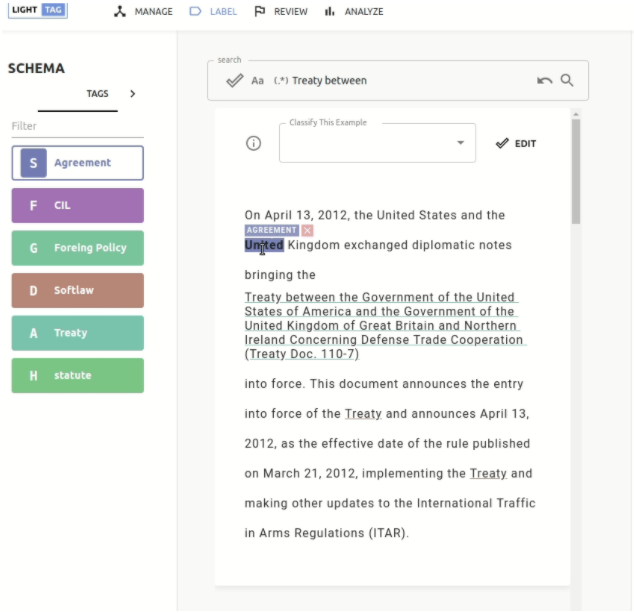 LIGHT TAG
MANAGE
LABEL
REVIEW
ANALYZE
SCHEMA
TAGS
Filter
S Agreement
F CIL
G Foreing Policy
D Softlaw
A Treaty
H statute
search
Aa (.*) Treaty between
Classify This Example
EDIT
On April 13, 2012, the United States and the
AGREEMENT
United Kingdom exchanged diplomatic notes
bringing the
Treaty between the Government of the United
States of America and the Government of the
United Kingdom of Great Britain and Northern
Ireland Concerning Defense Trade Cooperation
(Treaty Doc. 110-7)
into force. This document announces the entry
into force of the Treaty and announces April 13,
2012, as the effective date of the rule published
on March 21, 2012, implementing the Treaty and
making other updates to the International Traffic
in Arms Regulations (ITAR).